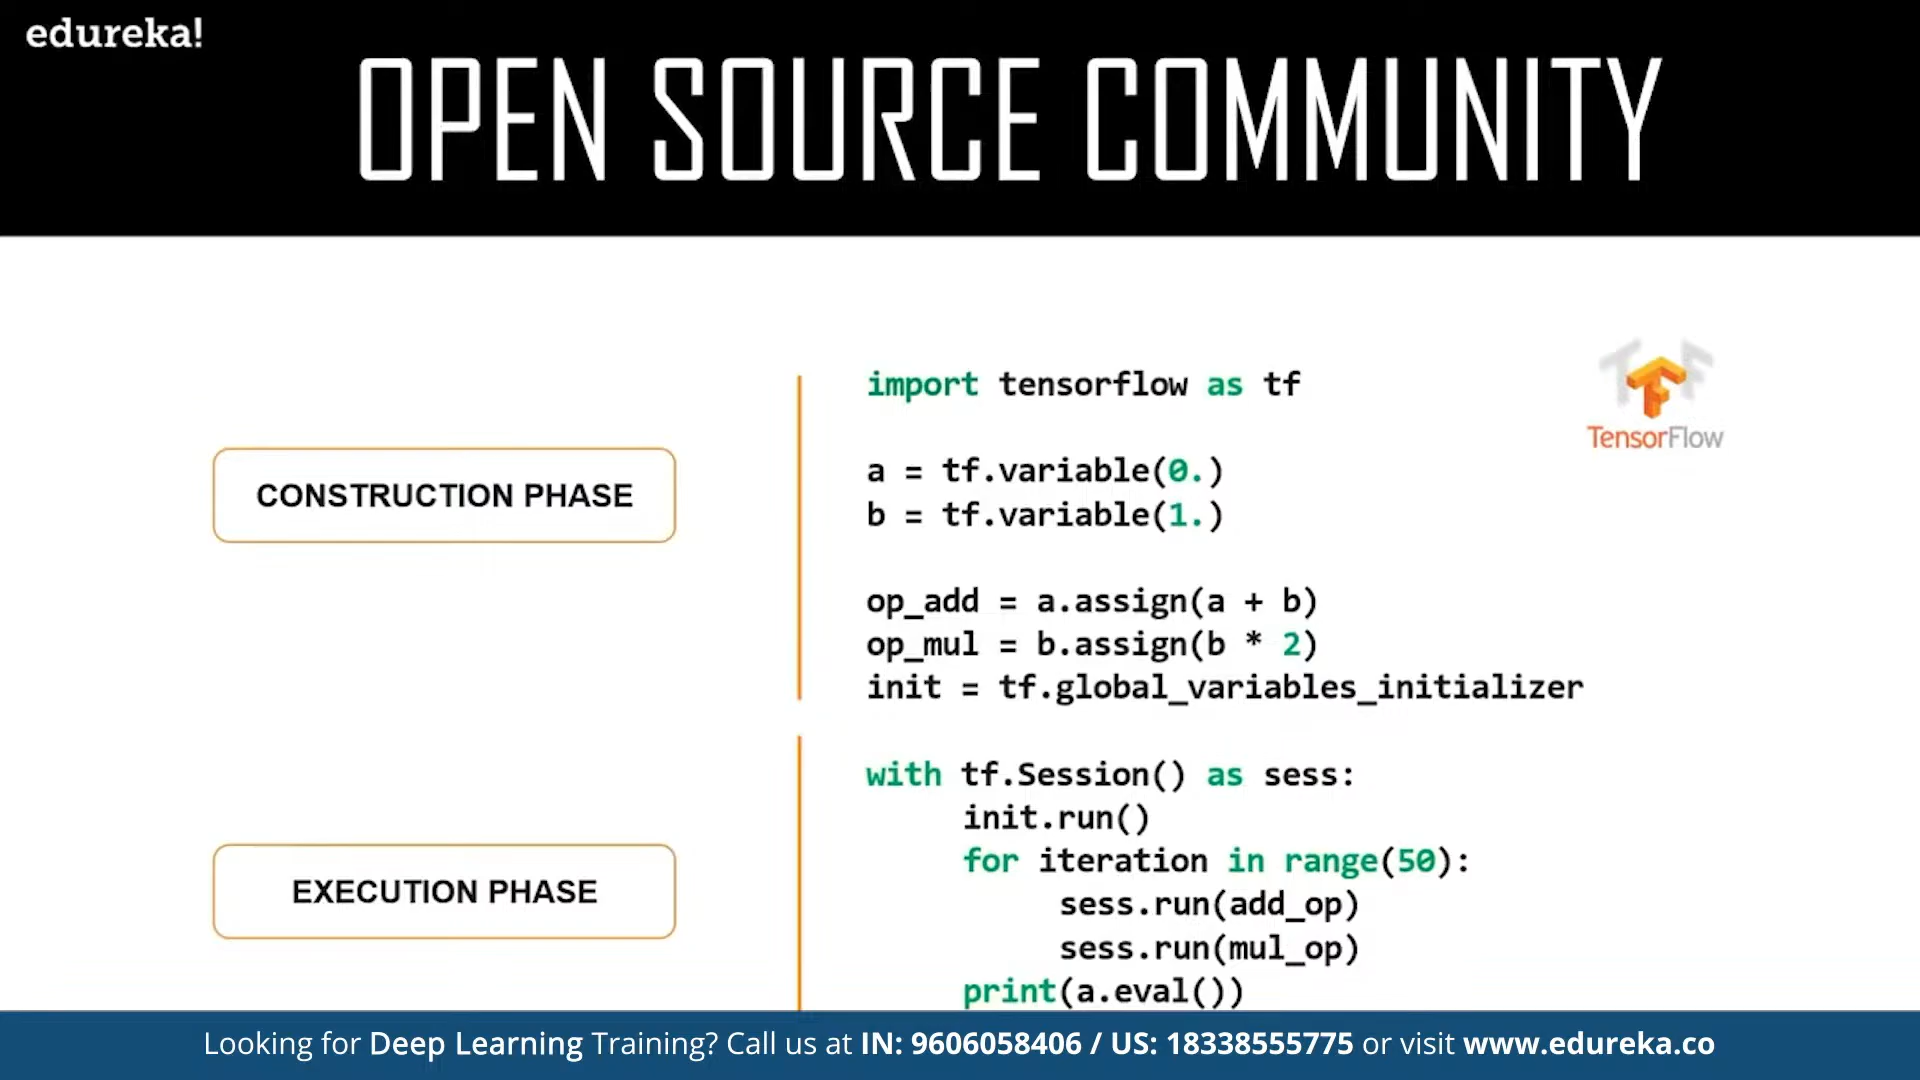 edureka!
OPEN SOURCE COMMUNITY
import tensorflow as tf
TensorFlow
a = tf.variable(0.)
CONSTRUCTION PHASE
b = tf.variable(1.)
op_add = a.assign(a + b)
op_mul = b.assign(b * 2)
init = tf.global_variables_initializer
with tf.Session() as sess:
init.run()
for iteration in range(50):
EXECUTION PHASE
sess.run(add_op)
sess.run(mul_op)
print(a.eval())
Looking for Deep Learning Training? Call us at IN: 9606058406 / US: 18338555775 or visit www.edureka.co